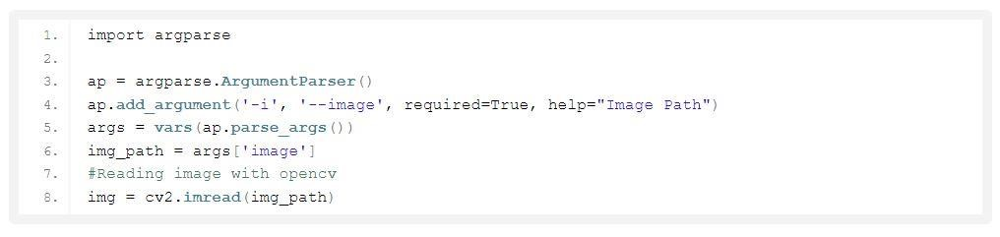 1. import argparse
2.
3. ap = argparse.ArgumentParser()
4. ap.add_argument('-i', '--image', required=True, help="Image Path")
5. args = vars(ap.parse_args())
6. img_path = args['image']
7. #Reading image with opencv
8. img = cv2.imread(img_path)